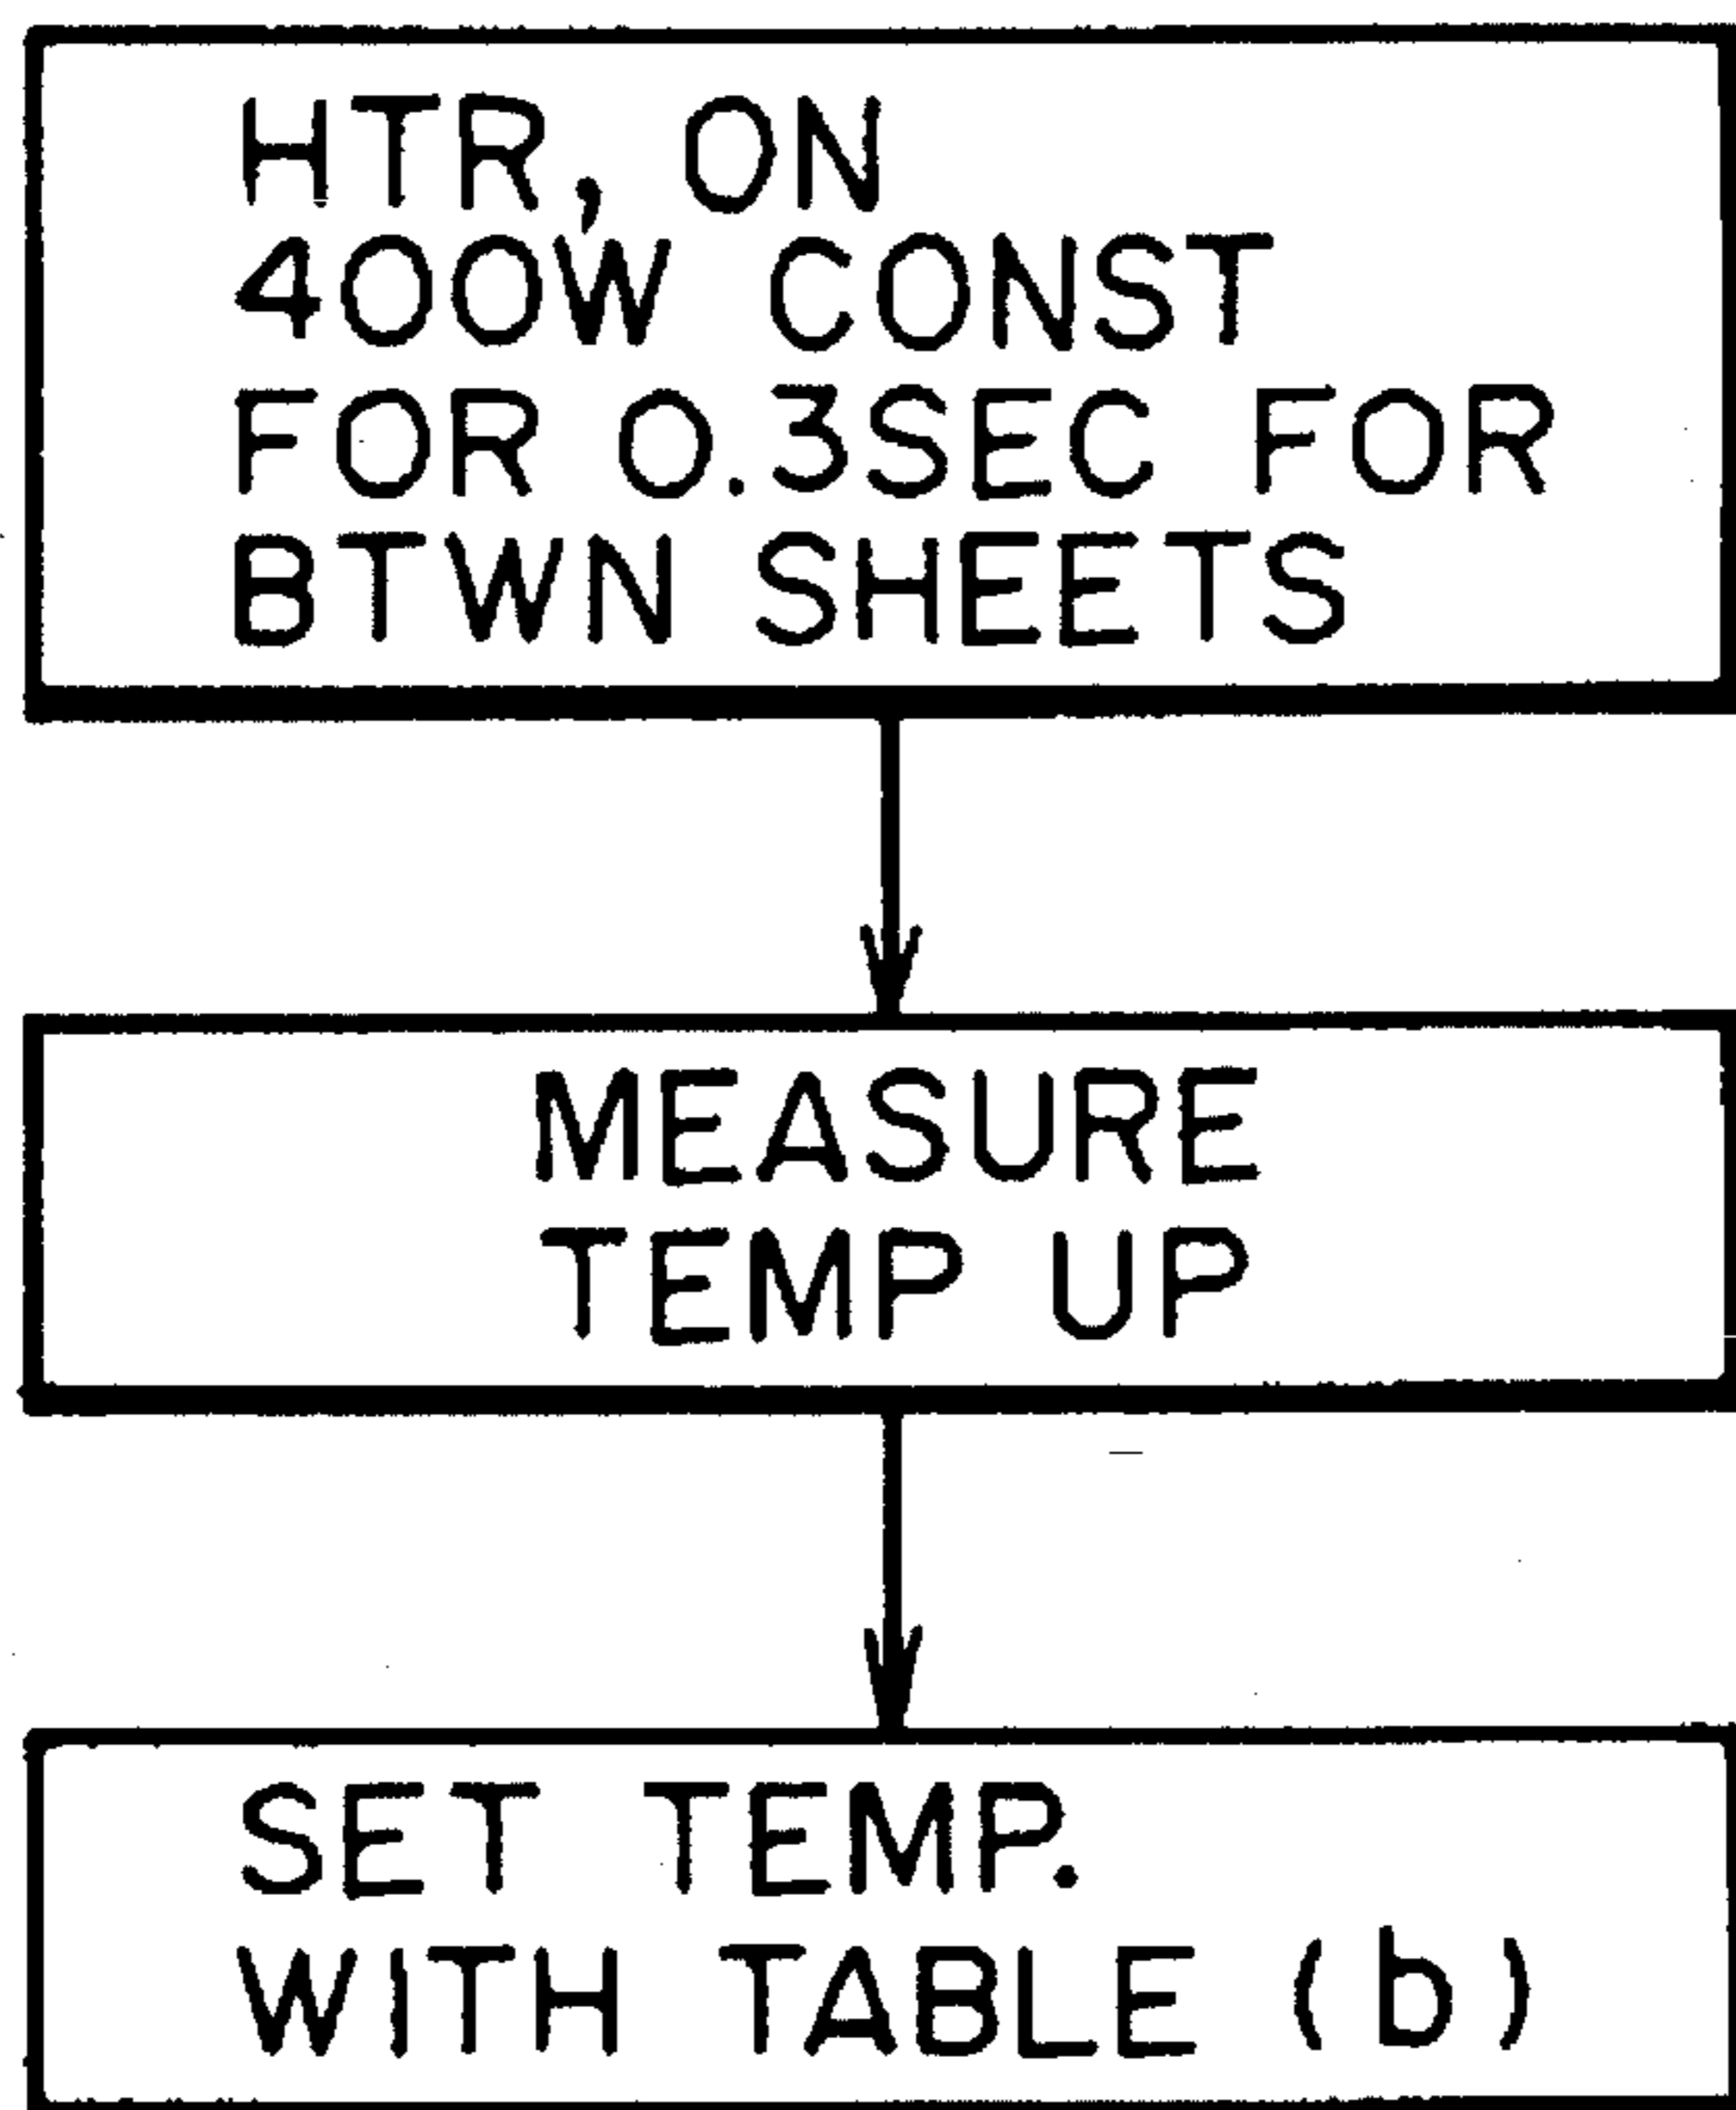 HTR, ON
400W CONST
FOR 0.3SEC FOR
BTWN SHEETS
MEASURE
TEMP UP
SET TEMP.
WITH TABLE (b)